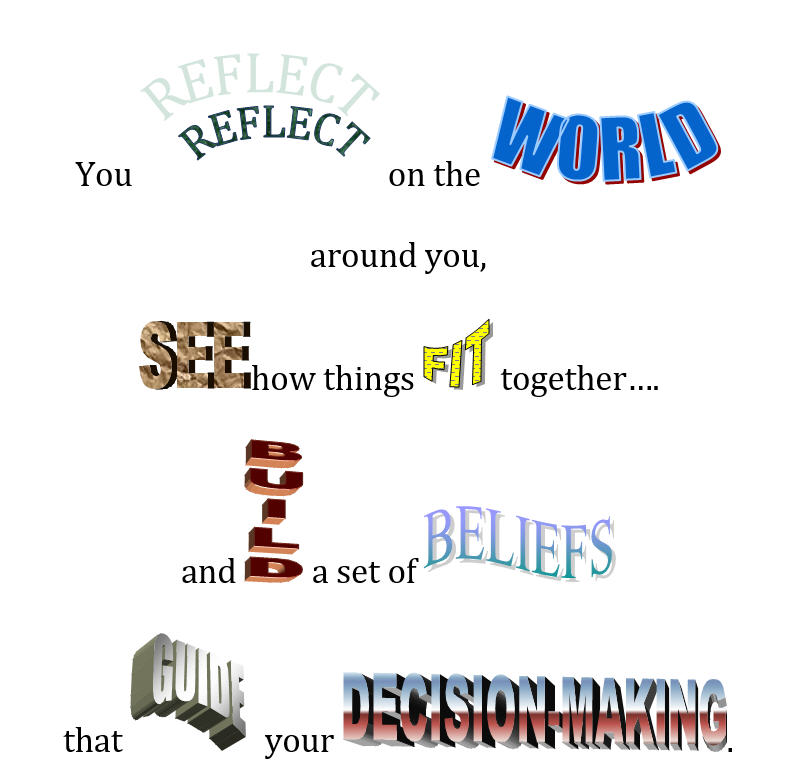 You REFLECT on the WORLD
around you,
SEE how things FIT together….
and BUILD a set of BELIEFS
that GUIDE your DECISION-MAKING.